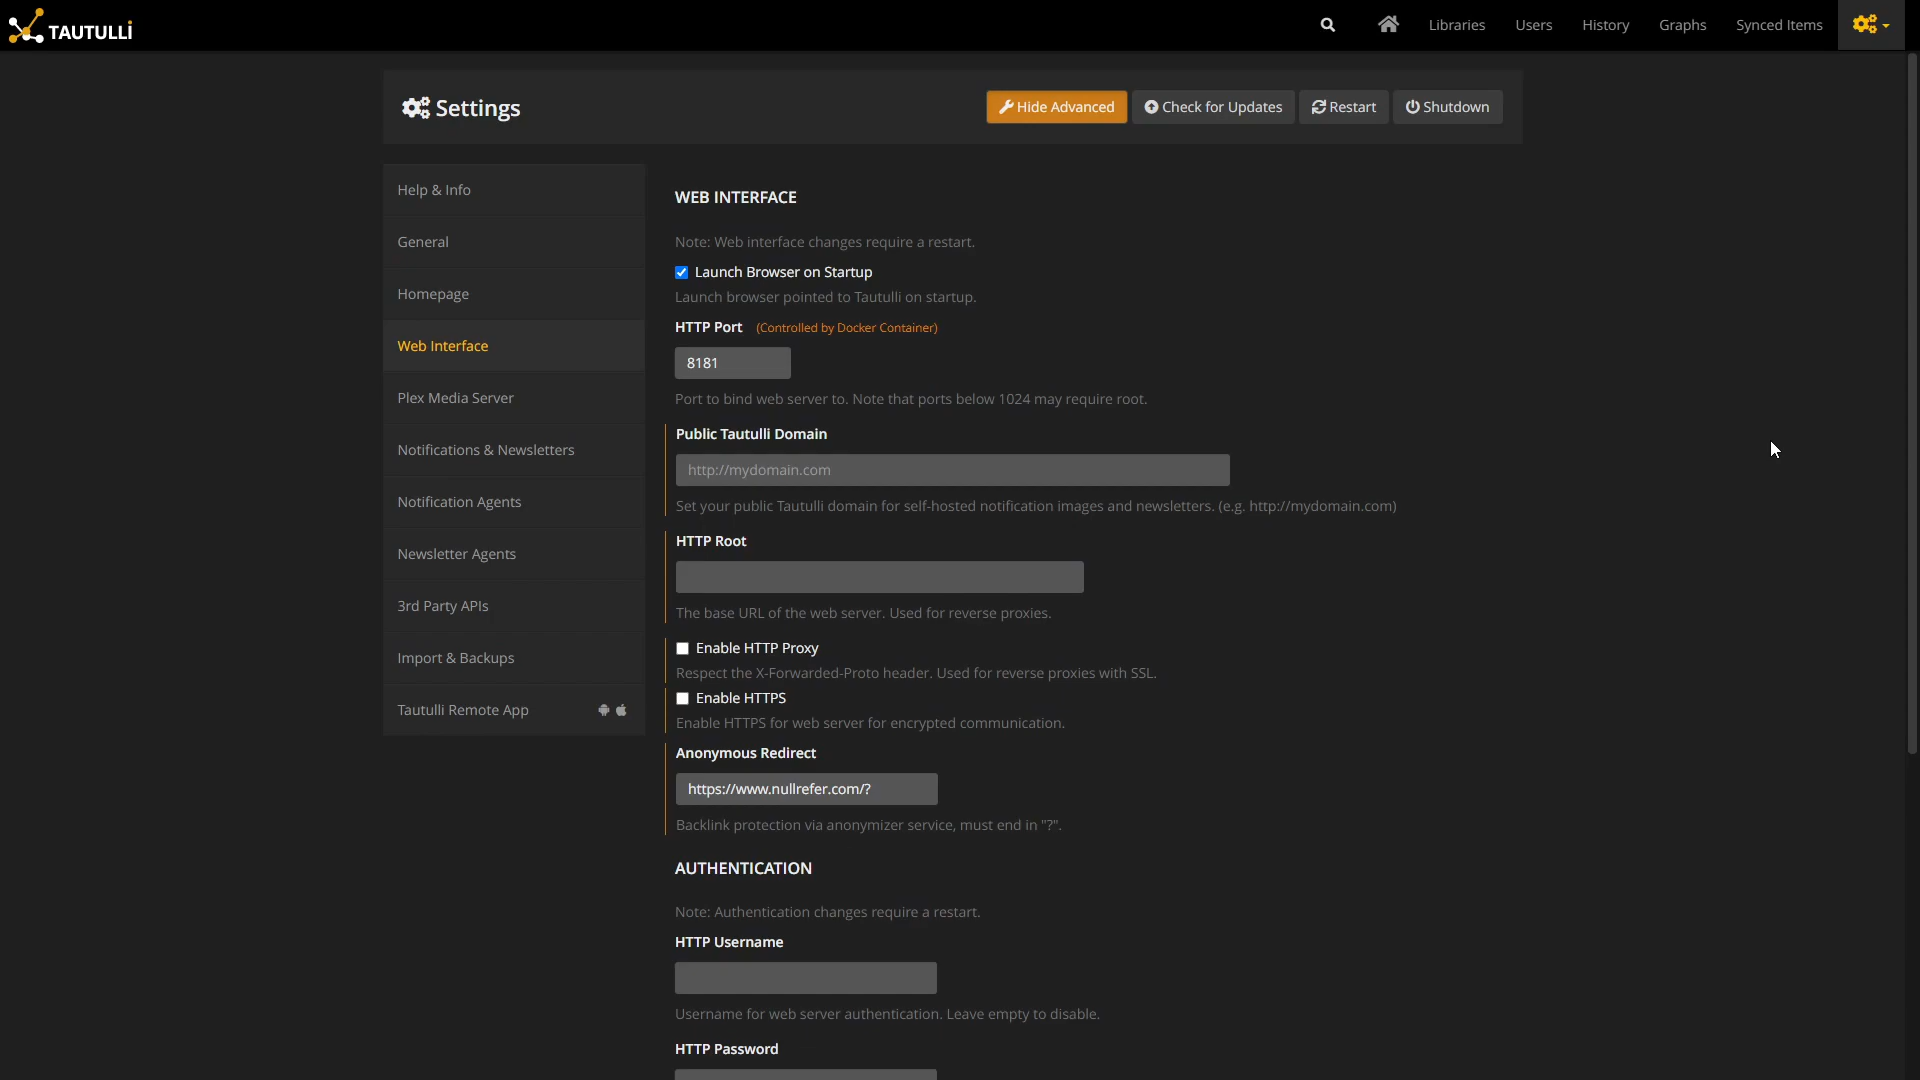 TAUTULLI
Libraries
Users
History
Graphs
Synced Items
Settings
Hide Advanced
Check for Updates
Restart
Shutdown
Help & Info
General
Homepage
Web Interface
Plex Media Server
Notifications & Newsletters
Notification Agents
Newsletter Agents
3rd Party APIs
Import & Backups
Tautulli Remote App
WEB INTERFACE
Note: Web interface changes require a restart.
Launch Browser on Startup
Launch browser pointed to Tautulli on startup.
HTTP Port (Controlled by Docker Container)
8181
Port to bind web server to. Note that ports below 1024 may require root.
Public Tautulli Domain
http://mydomain.com
Set your public Tautulli domain for self-hosted notification images and newsletters. (e.g. http://mydomain.com)
HTTP Root
The base URL of the web server. Used for reverse proxies.
Enable HTTP Proxy
Respect the X-Forwarded-Proto header. Used for reverse proxies with SSL.
Enable HTTPS
Enable HTTPS for web server for encrypted communication.
Anonymous Redirect
https://www.nullrefer.com/?
Backlink protection via anonymizer service, must end in "?".
AUTHENTICATION
Note: Authentication changes require a restart.
HTTP Username
Username for web server authentication. Leave empty to disable.
HTTP Password